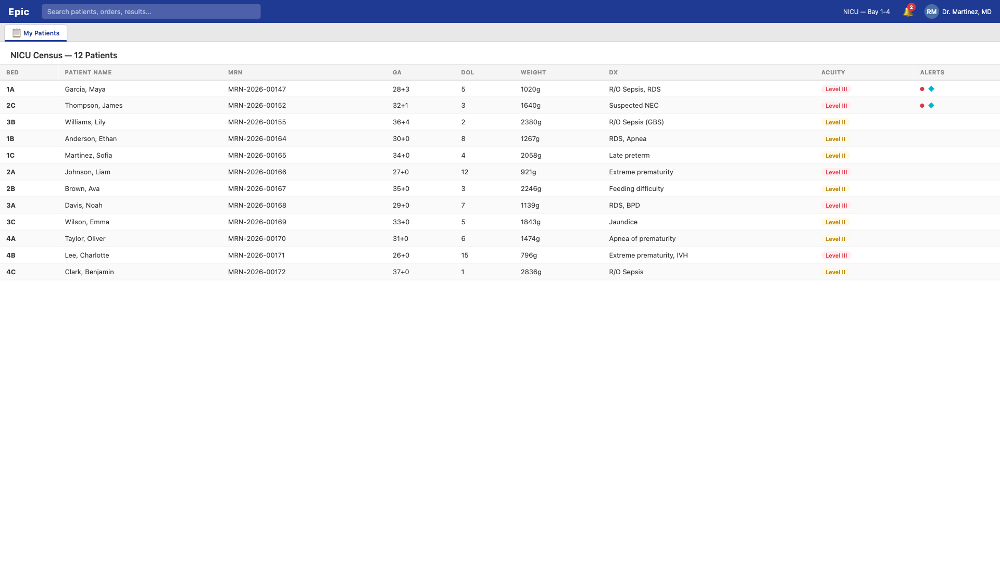 Epic Search patients, orders, results... NICU — Bay 1-4 2 RM Dr. Martinez, MD
My Patients
NICU Census — 12 Patients
BED PATIENT NAME MRN GA DOL WEIGHT DX ACUITY ALERTS
1A Garcia, Maya MRN-2026-00147 28+3 5 1020g R/O Sepsis, RDS Level III
2C Thompson, James MRN-2026-00152 32+1 3 1640g Suspected NEC Level III
3B Williams, Lily MRN-2026-00155 36+4 2 2380g R/O Sepsis (GBS) Level II
1B Anderson, Ethan MRN-2026-00164 30+0 8 1267g RDS, Apnea Level II
1C Martinez, Sofia MRN-2026-00165 34+0 4 2058g Late preterm Level II
2A Johnson, Liam MRN-2026-00166 27+0 12 921g Extreme prematurity Level III
2B Brown, Ava MRN-2026-00167 35+0 3 2246g Feeding difficulty Level II
3A Davis, Noah MRN-2026-00168 29+0 7 1139g RDS, BPD Level III
3C Wilson, Emma MRN-2026-00169 33+0 5 1843g Jaundice Level II
4A Taylor, Oliver MRN-2026-00170 31+0 6 1474g Apnea of prematurity Level II
4B Lee, Charlotte MRN-2026-00171 26+0 15 796g Extreme prematurity, IVH Level III
4C Clark, Benjamin MRN-2026-00172 37+0 1 2836g R/O Sepsis Level II